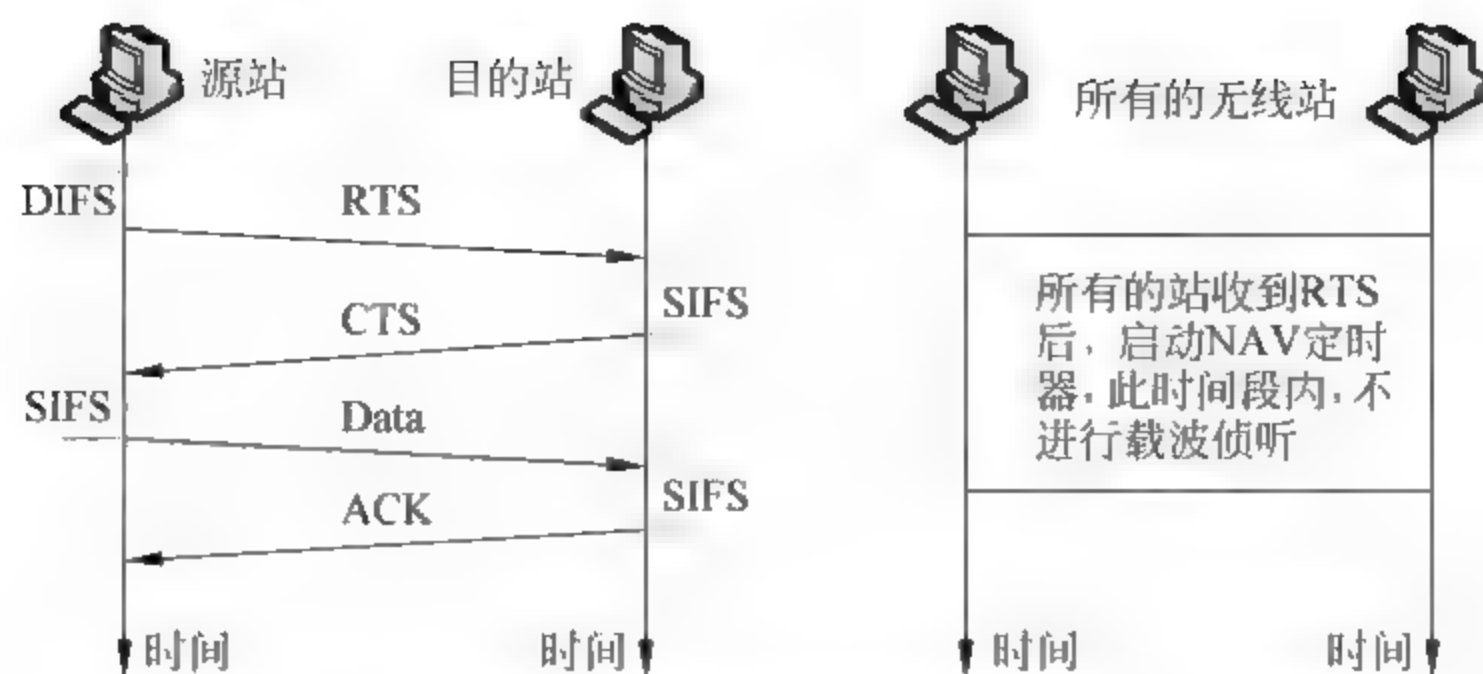 源站
目的站
所有的无线站
DIFS
RTS
SIFS
CTS
SIFS
Data
SIFS
ACK
所有的站收到RTS
后，启动NAV定时
器，此时间段内，不
进行载波侦听
时间
时间
时间
时间